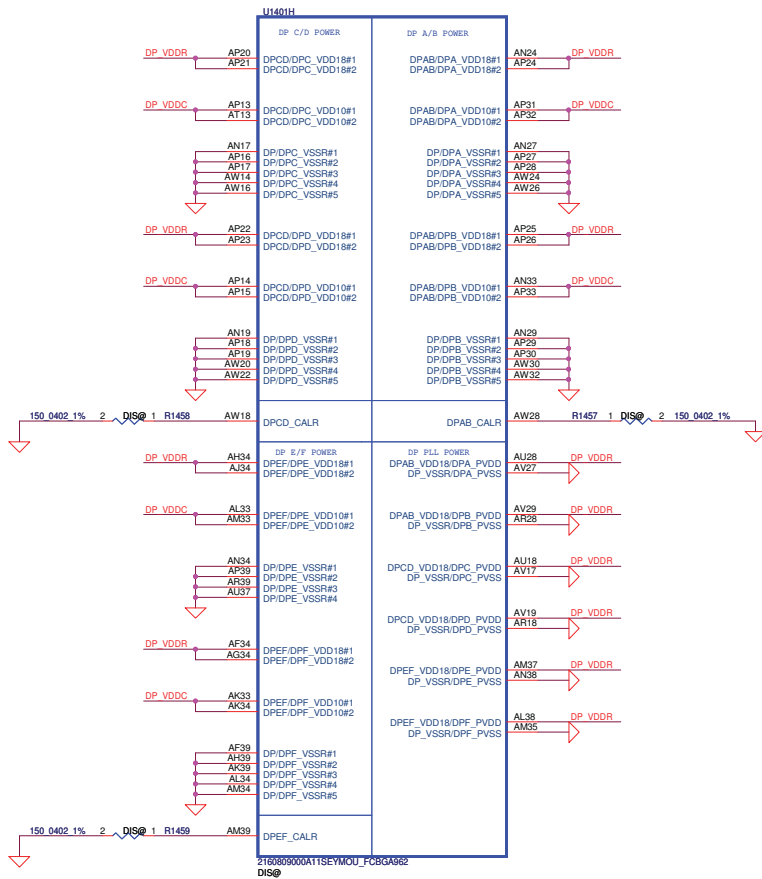 U1401H
DP C/D POWER
DP A/B POWER
DP_VDDR AP20 DPCD/DPC_VDD18#1 DPAB/DPA_VDD18#1 AN24 DP_VDDR
AP21 DPCD/DPC_VDD18#2 DPAB/DPA_VDD18#2 AP24
DP_VDDC AP13 DPCD/DPC_VDD10#1 DPAB/DPA_VDD10#1 AP31 DP_VDDC
AT13 DPCD/DPC_VDD10#2 DPAB/DPA_VDD10#2 AP32
AN17 DP/DPC_VSSR#1 DP/DPA_VSSR#1 AN27
AP16 DP/DPC_VSSR#2 DP/DPA_VSSR#2 AP27
AP17 DP/DPC_VSSR#3 DP/DPA_VSSR#3 AP28
AW14 DP/DPC_VSSR#4 DP/DPA_VSSR#4 AW24
AW16 DP/DPC_VSSR#5 DP/DPA_VSSR#5 AW26
DP_VDDR AP22 DPCD/DPD_VDD18#1 DPAB/DPB_VDD18#1 AP25 DP_VDDR
AP23 DPCD/DPD_VDD18#2 DPAB/DPB_VDD18#2 AP26
DP_VDDC AP14 DPCD/DPD_VDD10#1 DPAB/DPB_VDD10#1 AN33 DP_VDDC
AP15 DPCD/DPD_VDD10#2 DPAB/DPB_VDD10#2 AP33
AN19 DP/DPD_VSSR#1 DP/DPB_VSSR#1 AN29
AP18 DP/DPD_VSSR#2 DP/DPB_VSSR#2 AP29
AP19 DP/DPD_VSSR#3 DP/DPB_VSSR#3 AP30
AW20 DP/DPD_VSSR#4 DP/DPB_VSSR#4 AW30
AW22 DP/DPD_VSSR#5 DP/DPB_VSSR#5 AW32
150_0402_1% 2 DIS@ 1 R1458 AW18 DPCD_CALR DPAB_CALR AW28 R1457 1 DIS@ 2 150_0402_1%
DP E/F POWER
DP PLL POWER
DP_VDDR AH34 DPEF/DPE_VDD18#1 DPAB_VDD18/DPA_PVDD AU28 DP_VDDR
AJ34 DPEF/DPE_VDD18#2 DP_VSSR/DPA_PVSS AV27
DP_VDDC AL33 DPEF/DPE_VDD10#1 DPAB_VDD18/DPB_PVDD AV29 DP_VDDR
AM33 DPEF/DPE_VDD10#2 DP_VSSR/DPB_PVSS AR28
AN34 DP/DPE_VSSR#1 DPCD_VDD18/DPC_PVDD AU18 DP_VDDR
AP39 DP/DPE_VSSR#2 DP_VSSR/DPC_PVSS AV17
AR39 DP/DPE_VSSR#3
AU37 DP/DPE_VSSR#4
DPCD_VDD18/DPD_PVDD AV19 DP_VDDR
DP_VSSR/DPD_PVSS AR18
DP_VDDR AF34 DPEF/DPF_VDD18#1
AG34 DPEF/DPF_VDD18#2
DPEF_VDD18/DPE_PVDD AM37 DP_VDDR
DP_VSSR/DPE_PVSS AN38
DP_VDDC AK33 DPEF/DPF_VDD10#1
AK34 DPEF/DPF_VDD10#2
DPEF_VDD18/DPF_PVDD AL38 DP_VDDR
DP_VSSR/DPF_PVSS AM35
AF39 DP/DPF_VSSR#1
AH39 DP/DPF_VSSR#2
AK39 DP/DPF_VSSR#3
AL34 DP/DPF_VSSR#4
AM34 DP/DPF_VSSR#5
150_0402_1% 2 DIS@ 1 R1459 AM39 DPEF_CALR
2160809000A11SEYMOU_FCBGA962
DIS@